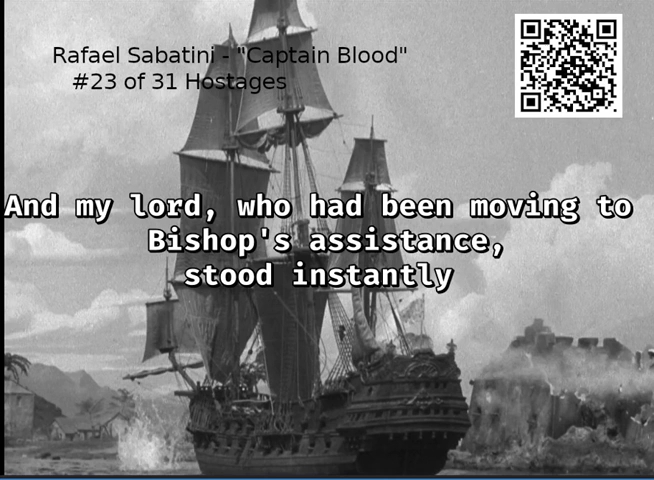 Rafael Sabatini - "Captain Blood"
#23 of 31 Hostages
And my lord, who had been moving to
Bishop's assistance,
stood instantly